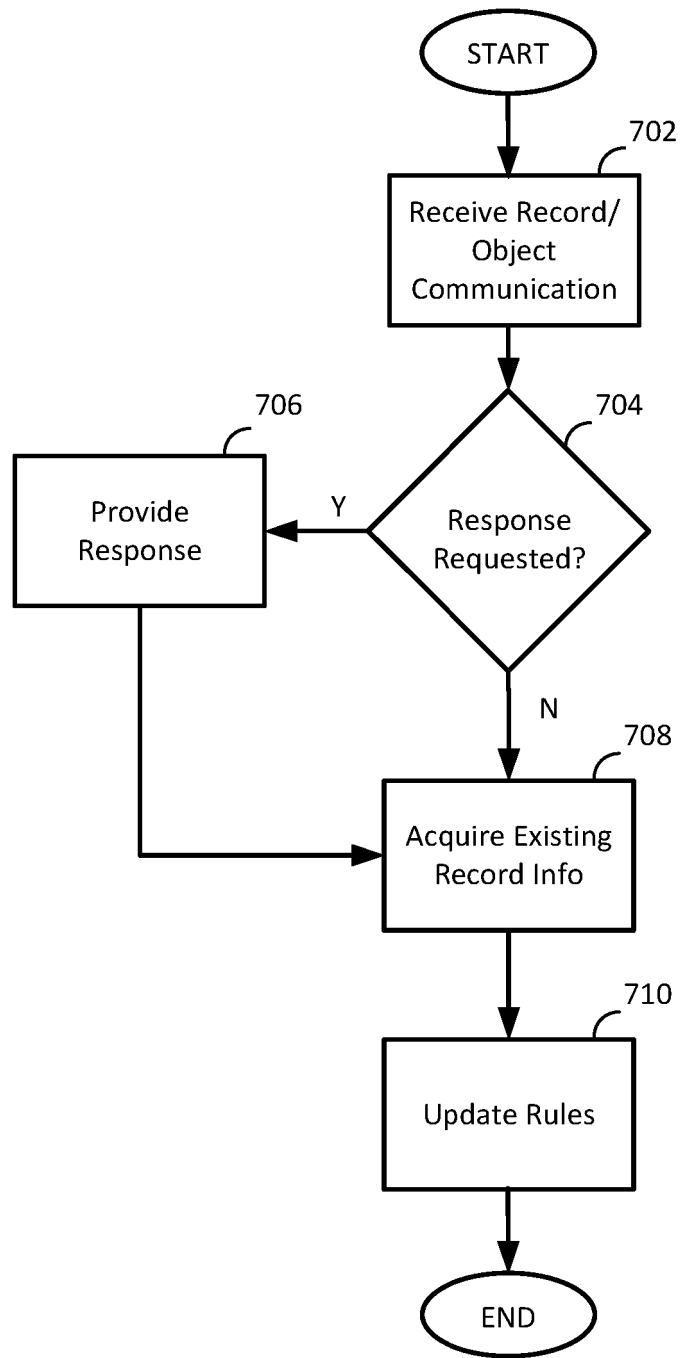 START
702
Receive Record/
Object
Communication
706
704
Provide
Response
Y
Response
Requested?
N
708
Acquire Existing
Record Info
710
Update Rules
END